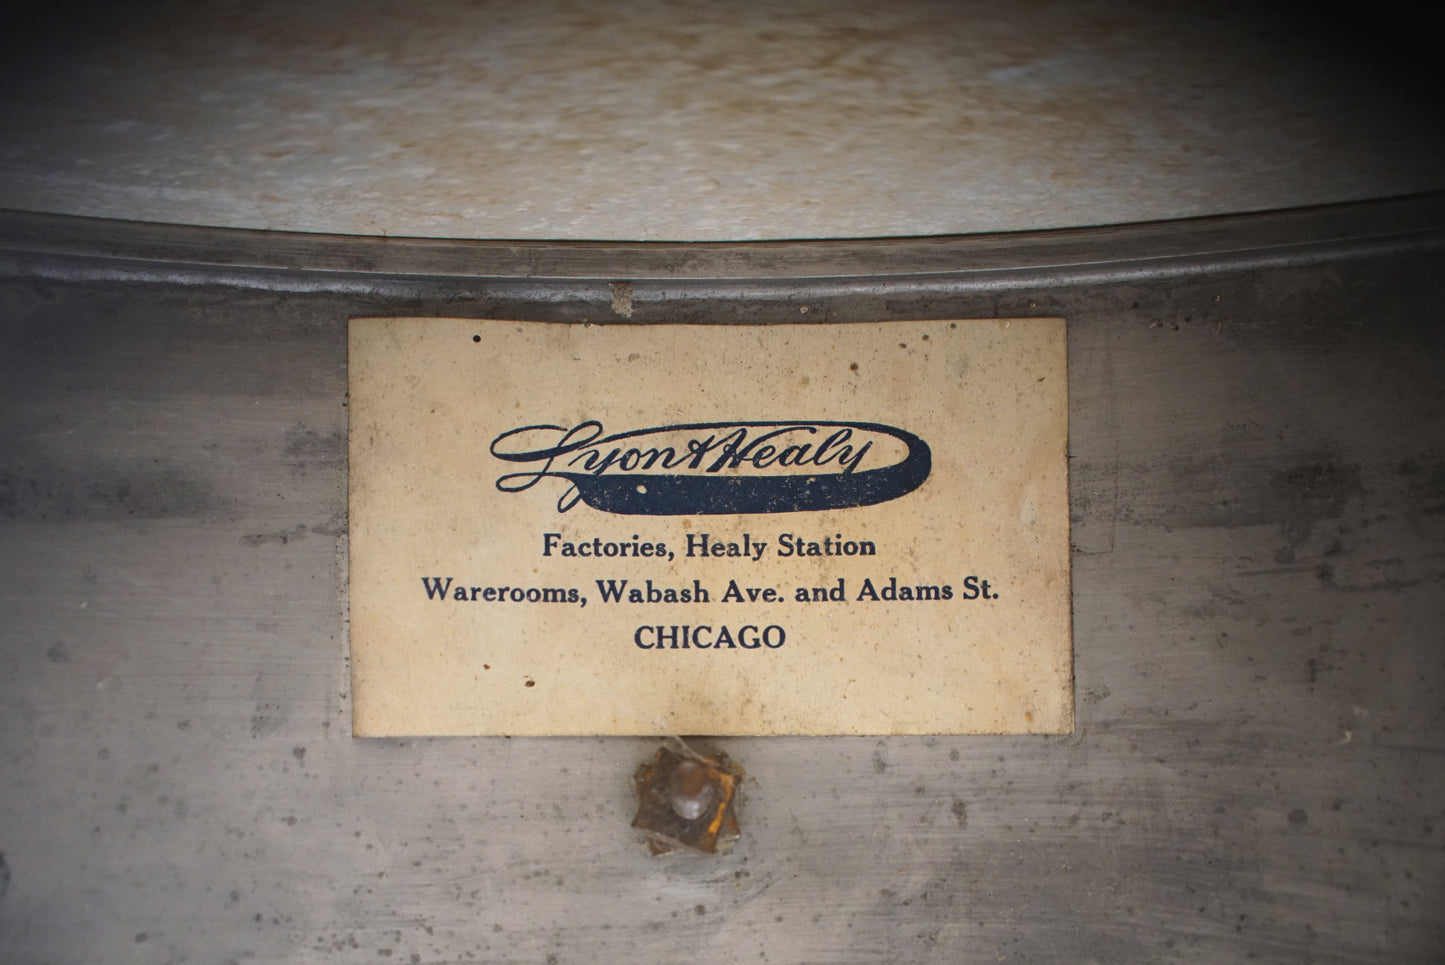 Lyon & Healy
Factories, Healy Station
Warerooms, Wabash Ave. and Adams St.
CHICAGO